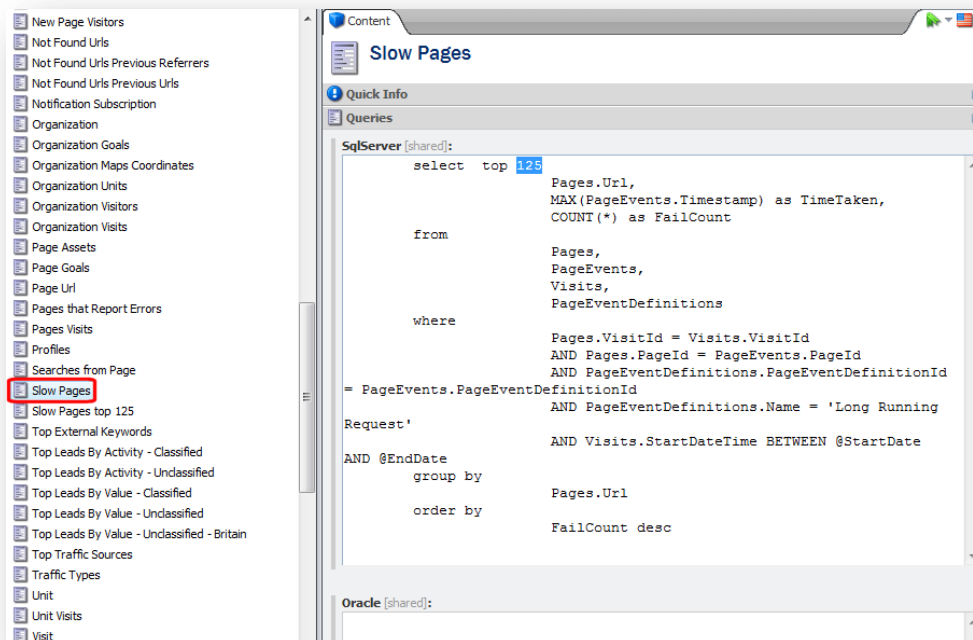 New Page Visitors
Not Found Urls
Not Found Urls Previous Referrers
Not Found Urls Previous Urls
Notification Subscription
Organization
Organization Goals
Organization Maps Coordinates
Organization Units
Organization Visitors
Organization Visits
Page Assets
Page Goals
Page Url
Pages that Report Errors
Pages Visits
Profiles
Searches from Page
Slow Pages
Slow Pages top 125
Top External Keywords
Top Leads By Activity - Classified
Top Leads By Activity - Unclassified
Top Leads By Value - Classified
Top Leads By Value - Unclassified
Top Leads By Value - Unclassified - Britain
Top Traffic Sources
Traffic Types
Unit
Unit Visits
Visit
Content
Slow Pages
Quick Info
Queries
SqlServer [shared]:
select top 125
Pages.Url,
MAX(PageEvents.Timestamp) as TimeTaken,
COUNT(*) as FailCount
from
Pages,
PageEvents,
Visits,
PageEventDefinitions
where
Pages.VisitId = Visits.VisitId
AND Pages.PageId = PageEvents.PageId
AND PageEventDefinitions.PageEventDefinitionId
= PageEvents.PageEventDefinitionId
AND PageEventDefinitions.Name = 'Long Running
Request'
AND Visits.StartDateTime BETWEEN @StartDate
AND @EndDate
group by
Pages.Url
order by
FailCount desc
Oracle [shared]: